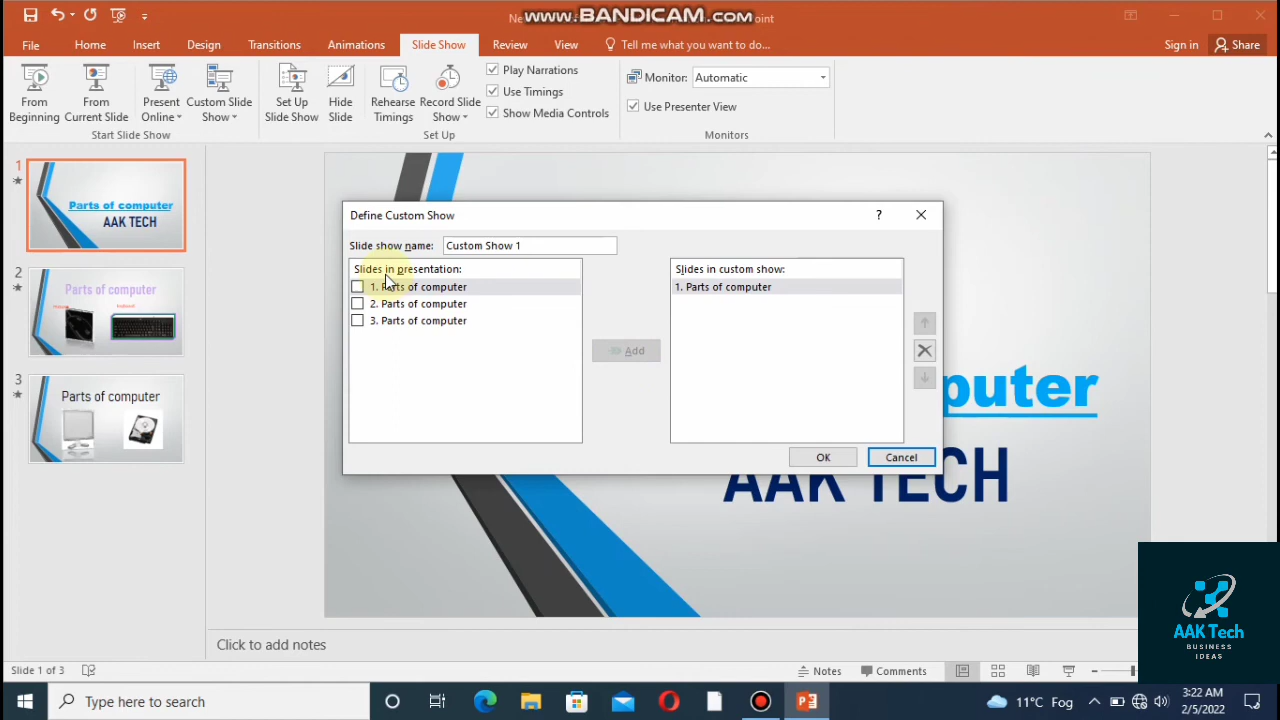 Ne
www.BANDICAM.com
oint
File
Home
Insert
Design
Transitions
Animations
Slide Show
Review
View
Tell me what you want to do...
Sign in
Share
From Beginning
From Current Slide
Present Online
Custom Slide Show
Set Up Slide Show
Hide Slide
Rehearse Timings
Record Slide Show
Play Narrations
Use Timings
Show Media Controls
Monitor:
Automatic
Use Presenter View
Start Slide Show
Set Up
Monitors
1
Parts of computer
AAK TECH
2
Parts of computer
3
Parts of computer
Define Custom Show
?
Slide show name:
Custom Show 1
Slides in presentation:
1. Parts of computer
2. Parts of computer
3. Parts of computer
Add
Slides in custom show:
1. Parts of computer
OK
Cancel
puter
AAK TECH
Click to add notes
AAK Tech
BUSINESS
IDEAS
Slide 1 of 3
Notes
Comments
Type here to search
11°C Fog
3:22 AM
2/5/2022